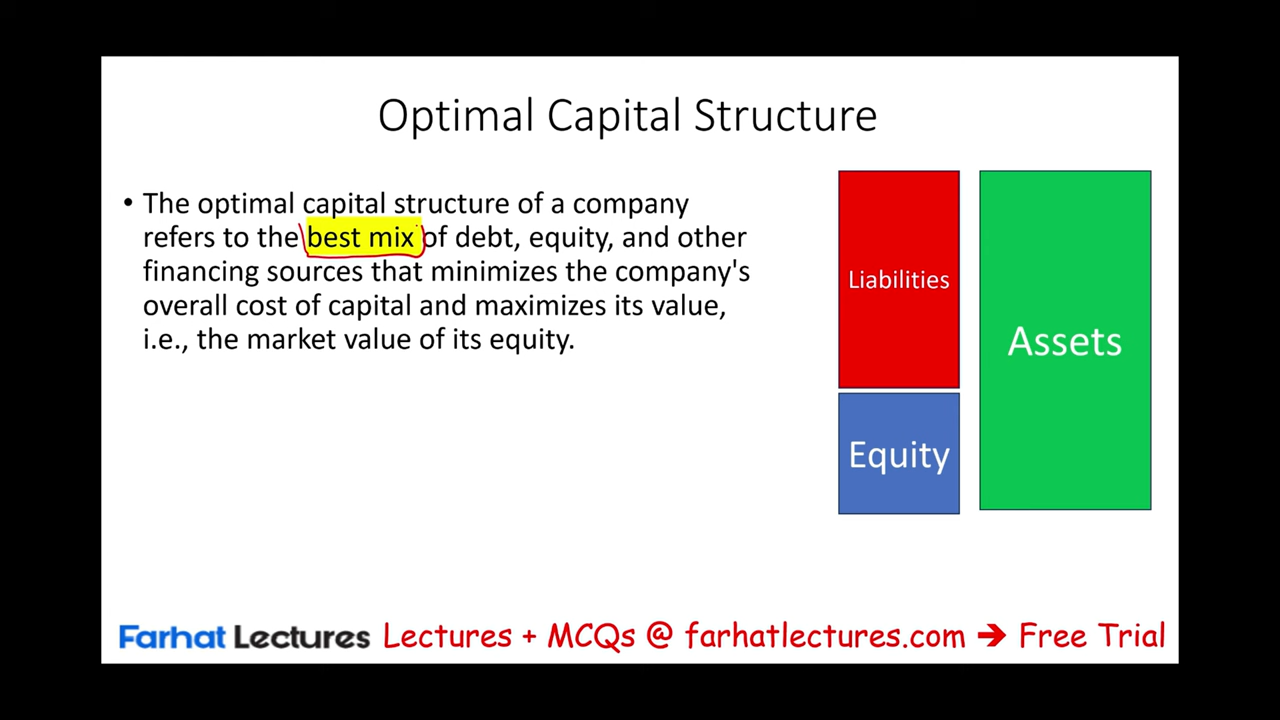 Optimal Capital Structure
• The optimal capital structure of a company
refers to the best mix of debt, equity, and other
financing sources that minimizes the company's
overall cost of capital and maximizes its value,
i.e., the market value of its equity.
Liabilities
Equity
Assets
Farhat Lectures Lectures + MCQs @ farhatlectures.com → Free Trial